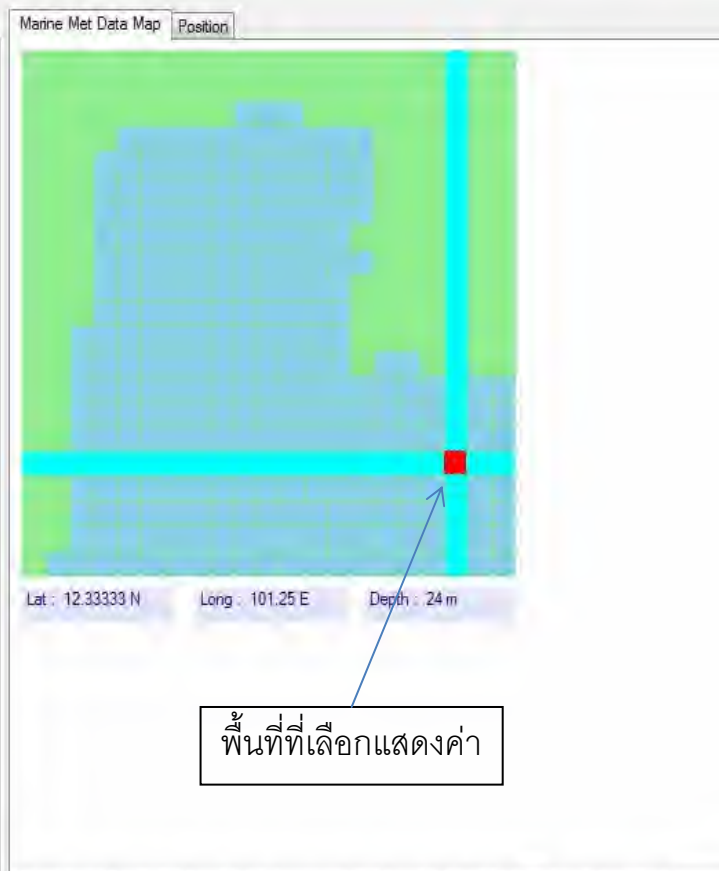 Marine Met Data Map Position
Lat : 12.33333 N Long : 101.25 E Depth : 24 m
พื้นที่ที่เลือกแสดงค่า